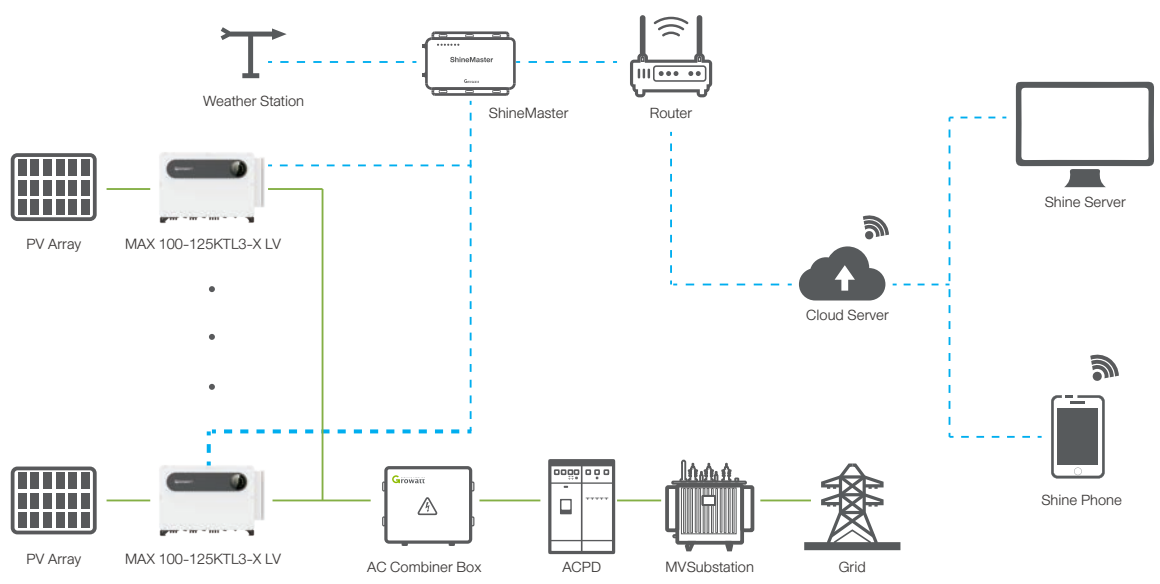 ShineMaster
Growatt
Weather Station
ShineMaster
Router
Shine Server
PV Array
MAX 100-125KTL3-X LV
Cloud Server
Growatt
Shine Phone
PV Array
MAX 100-125KTL3-X LV
AC Combiner Box
ACPD
MVSubstation
Grid